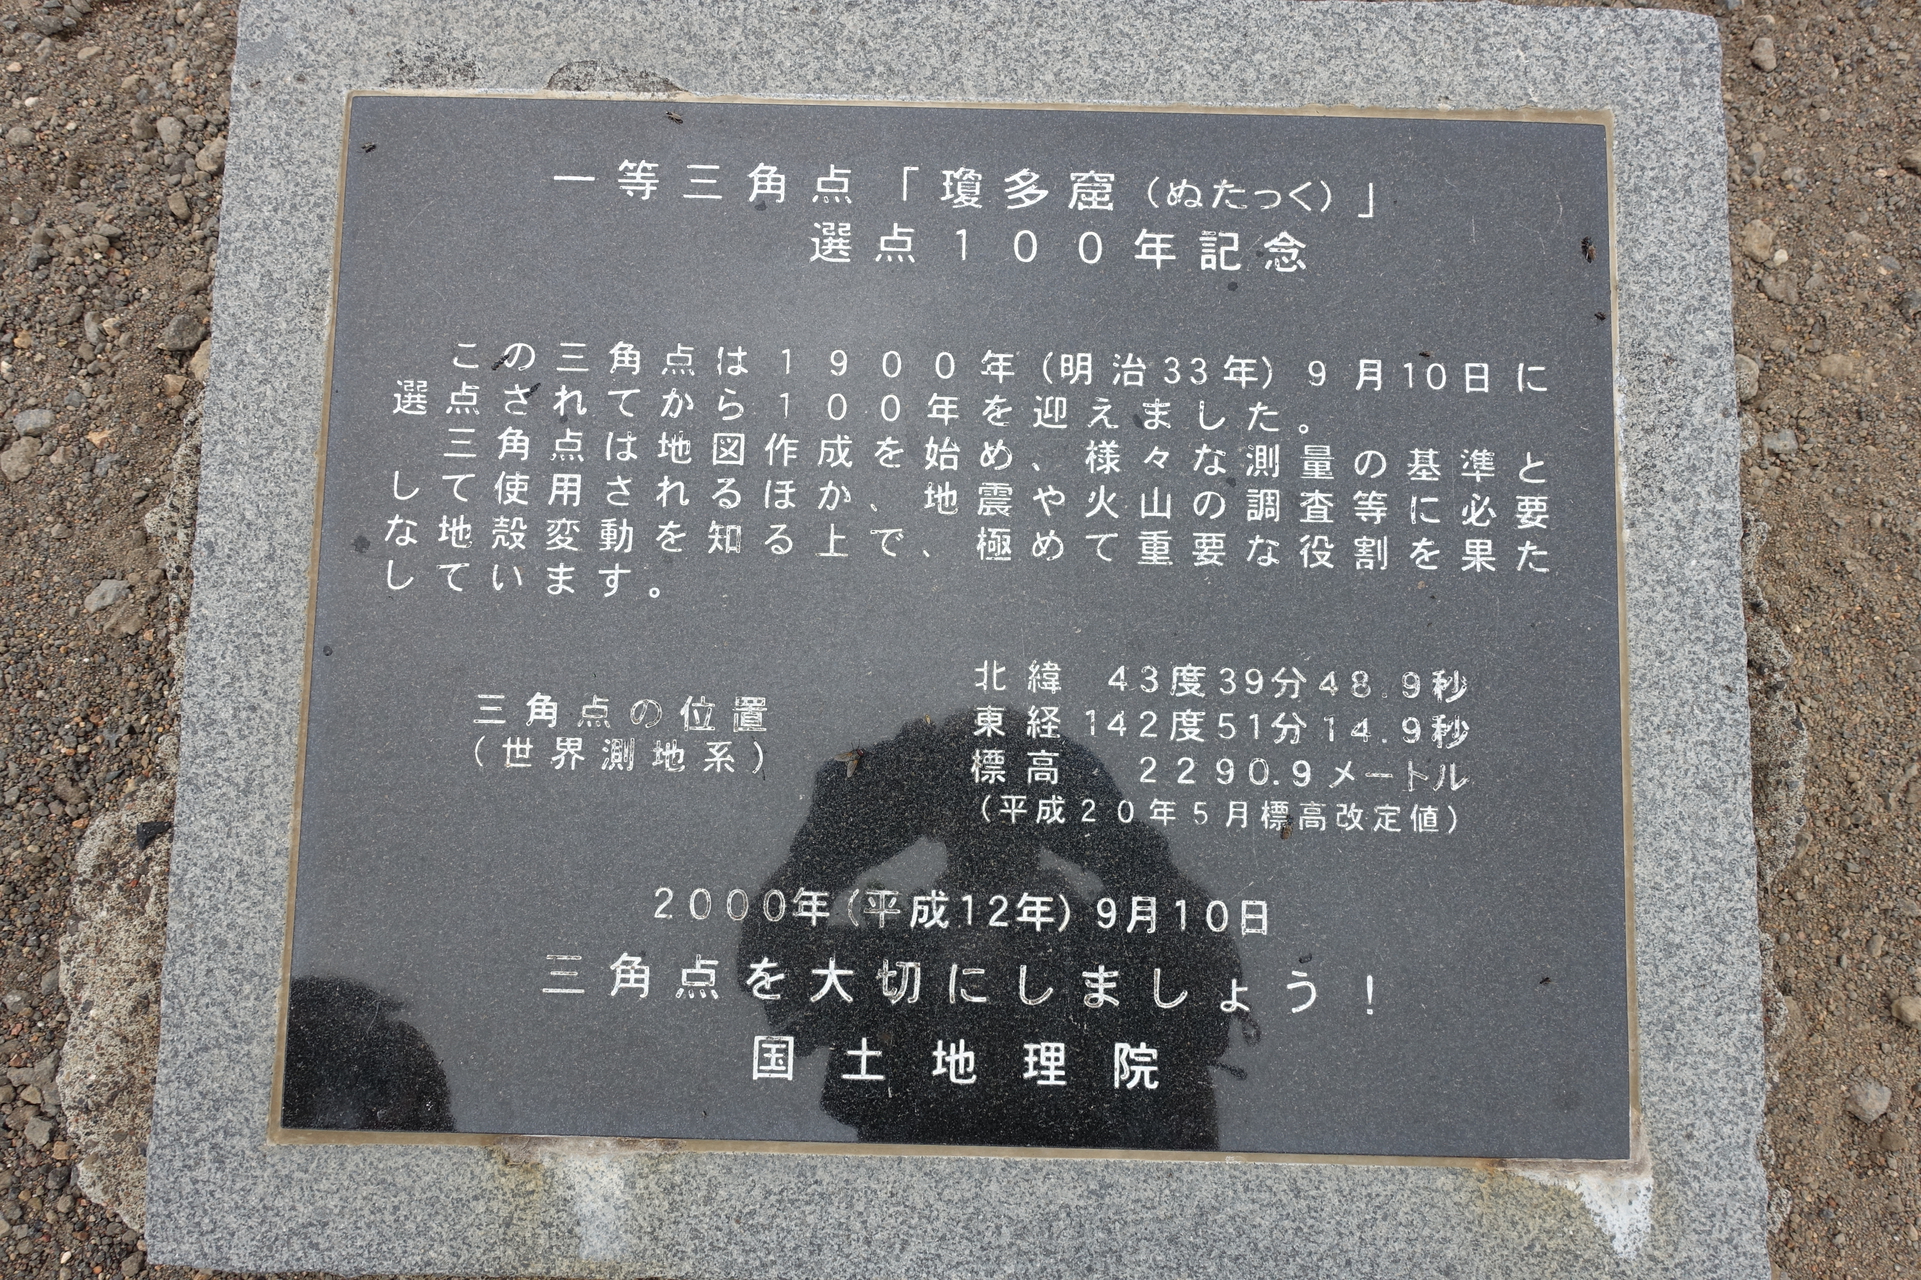 一等三角点「瓊多窟（ぬたっく）」
選点１００年記念
この三角点は１９００年（明治33年）９月10日に
選点されてから１００年を迎えました。
三角点は地図作成を始め、様々な測量の基準と
して使用されるほか、地震や火山の調査等に必要
な地殻変動を知る上で、極めて重要な役割を果た
しています。
三角点の位置
（世界測地系）
北緯 43度39分48.9秒
東経 142度51分14.9秒
標高 2290.9メートル
（平成２０年５月標高改定値）
2000年（平成12年）9月10日
三角点を大切にしましょう！
国土地理院